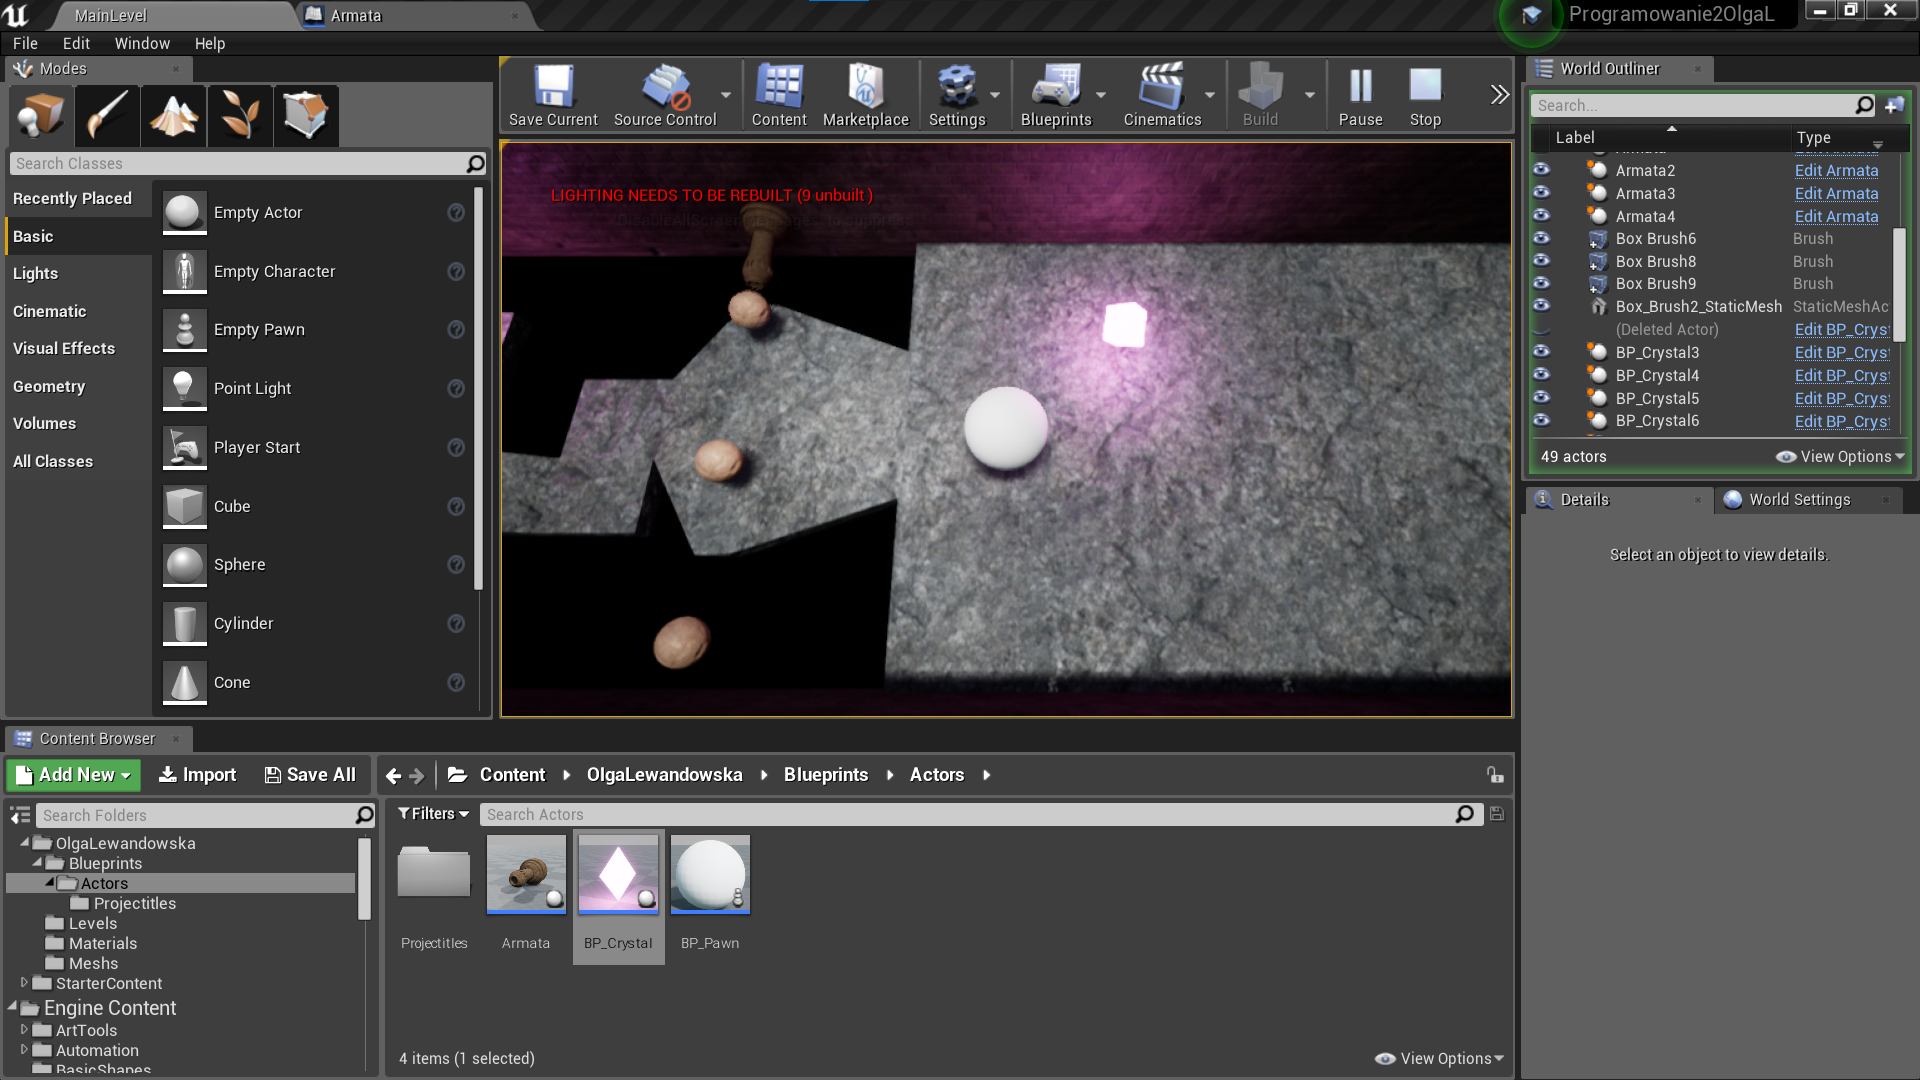 MainLevel
Armata
Programowanie2OlgaL
File Edit Window Help
Modes
Search Classes
Recently Placed
Basic
Lights
Cinematic
Visual Effects
Geometry
Volumes
All Classes
Empty Actor
Empty Character
Empty Pawn
Point Light
Player Start
Cube
Sphere
Cylinder
Cone
Save Current
Source Control
Content
Marketplace
Settings
Blueprints
Cinematics
Build
Pause
Stop
LIGHTING NEEDS TO BE REBUILT (9 unbuilt )
World Outliner
Search...
Label Type
Armata2 Edit Armata
Armata3 Edit Armata
Armata4 Edit Armata
Box Brush6 Brush
Box Brush8 Brush
Box Brush9 Brush
Box_Brush2_StaticMesh StaticMeshAc
(Deleted Actor) Edit BP_Crys
BP_Crystal3 Edit BP_Crys
BP_Crystal4 Edit BP_Crys
BP_Crystal5 Edit BP_Crys
BP_Crystal6 Edit BP_Crys
49 actors
View Options
Details
World Settings
Select an object to view details.
Content Browser
Add New
Import
Save All
Content
OlgaLewandowska
Blueprints
Actors
Search Folders
OlgaLewandowska
Blueprints
Actors
Projectitles
Levels
Materials
Meshs
StarterContent
Engine Content
ArtTools
Automation
BasicShapes
Filters
Search Actors
Projectitles
Armata
BP_Crystal
BP_Pawn
4 items (1 selected)
View Options